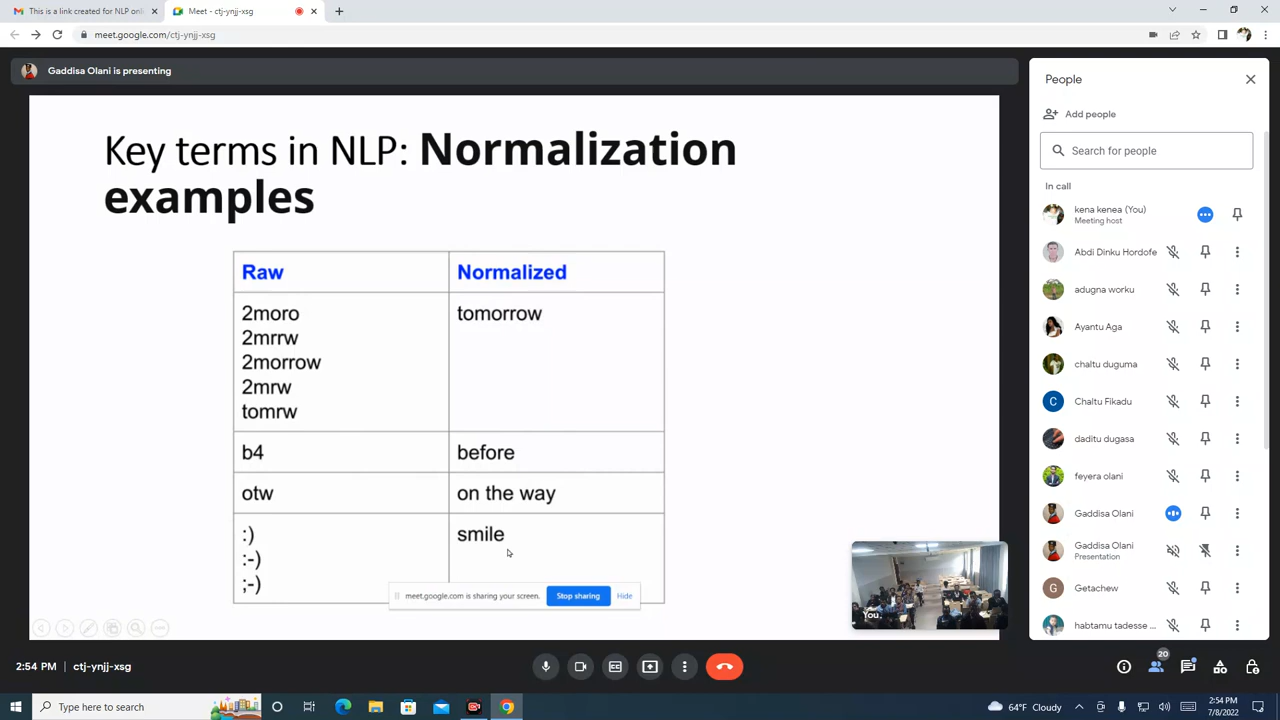 This is a link created for NLP onl
Meet - ctj-ynjj-xsg
meet.google.com/ctj-ynjj-xsg
Gaddisa Olani is presenting
Key terms in NLP: Normalization
examples
Raw
Normalized
2moro
tomorrow
2mrrw
2morrow
2mrw
tomrw
b4
before
otw
on the way
:)
smile
:-)
;-)
meet.google.com is sharing your screen.
Stop sharing
Hide
You
People
Add people
Search for people
In call
kena kenea (You)
Meeting host
Abdi Dinku Hordofe
adugna worku
Ayantu Aga
chaltu duguma
C
Chaltu Fikadu
daditu dugasa
feyera olani
Gaddisa Olani
Gaddisa Olani
Presentation
G
Getachew
habtamu tadesse ...
2:54 PM
ctj-ynjj-xsg
20
Type here to search
64°F Cloudy
2:54 PM
7/8/2022